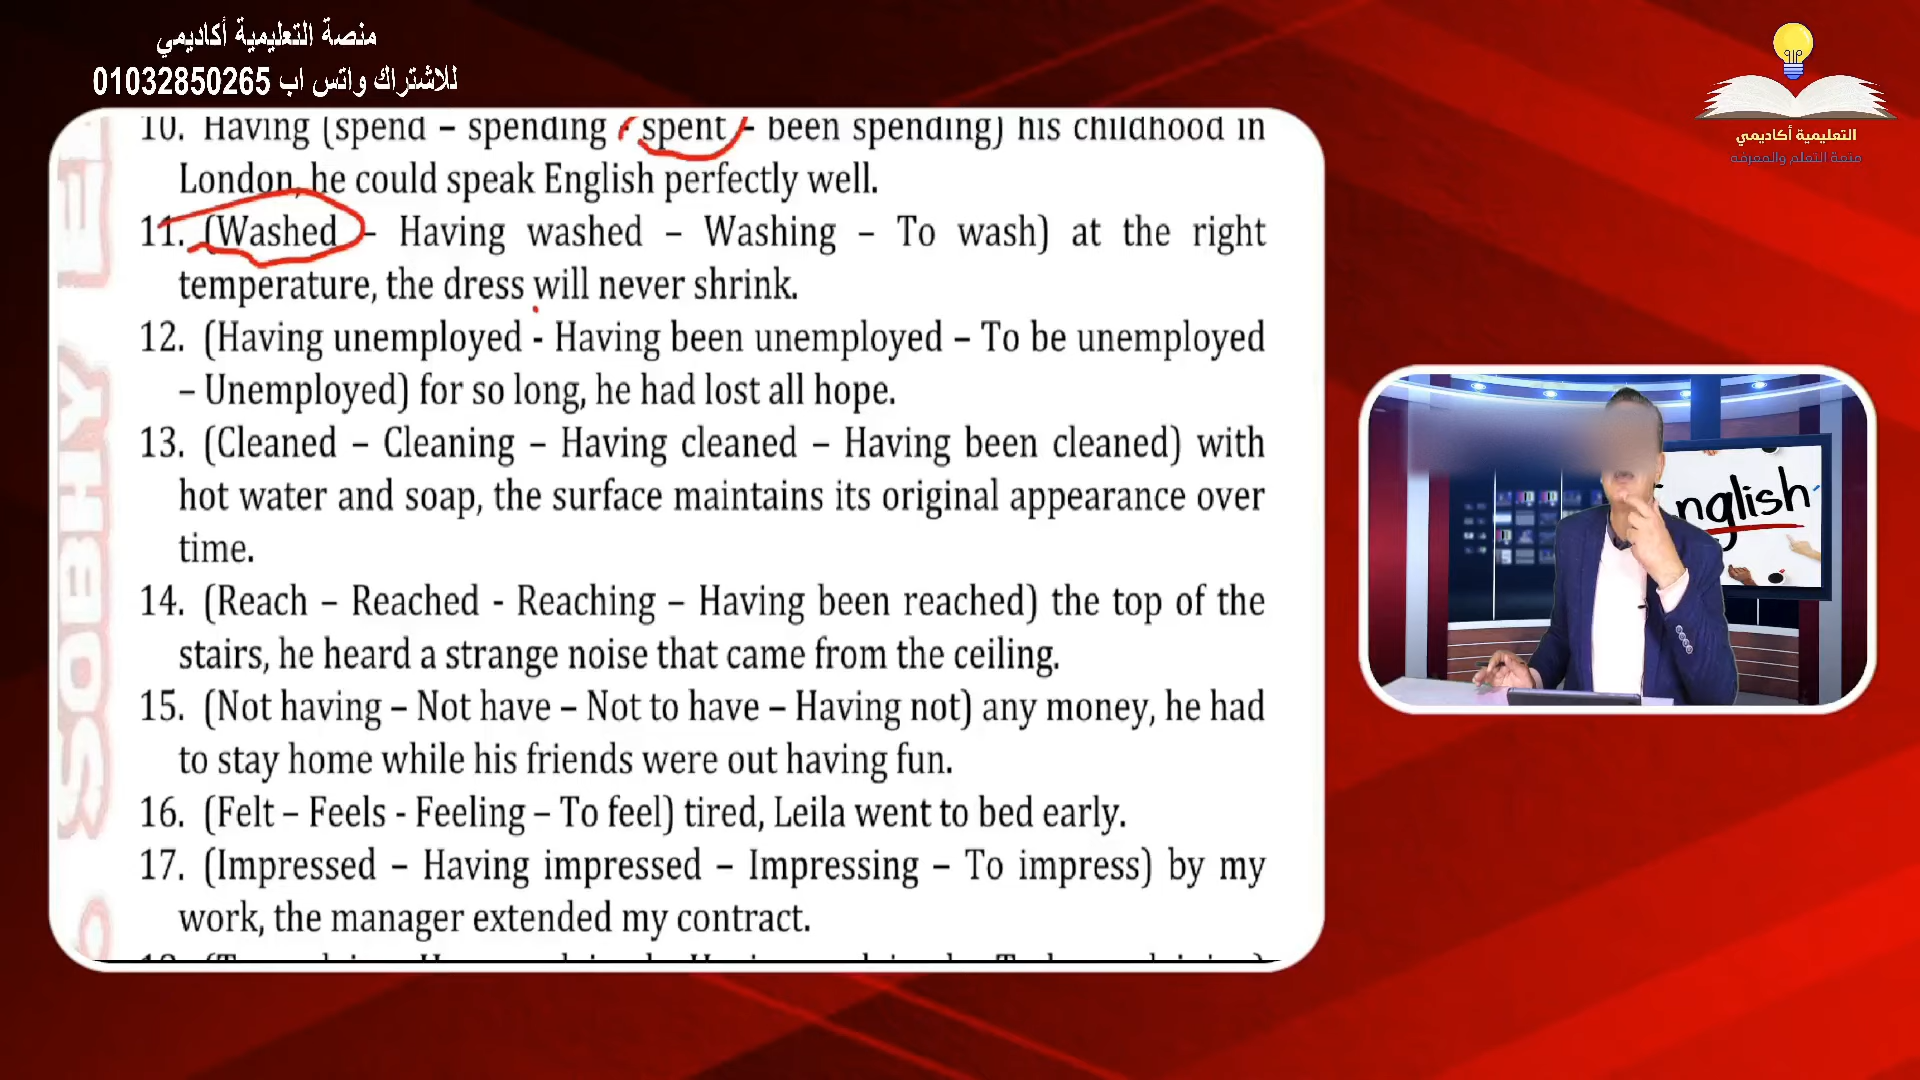 منصة التعليمية أكاديمي
للاشتراك واتس اب 01032850265
التعليمية أكاديمي
متعة التعلم والمعرفه
10. Having (spend – spending - spent - been spending) his childhood in
London, he could speak English perfectly well.
11. (Washed – Having washed – Washing – To wash) at the right
temperature, the dress will never shrink.
12. (Having unemployed - Having been unemployed – To be unemployed
– Unemployed) for so long, he had lost all hope.
13. (Cleaned – Cleaning – Having cleaned – Having been cleaned) with
hot water and soap, the surface maintains its original appearance over
time.
14. (Reach – Reached - Reaching – Having been reached) the top of the
stairs, he heard a strange noise that came from the ceiling.
15. (Not having – Not have – Not to have – Having not) any money, he had
to stay home while his friends were out having fun.
16. (Felt – Feels - Feeling – To feel) tired, Leila went to bed early.
17. (Impressed – Having impressed – Impressing – To impress) by my
work, the manager extended my contract.
SOBHY
nglish